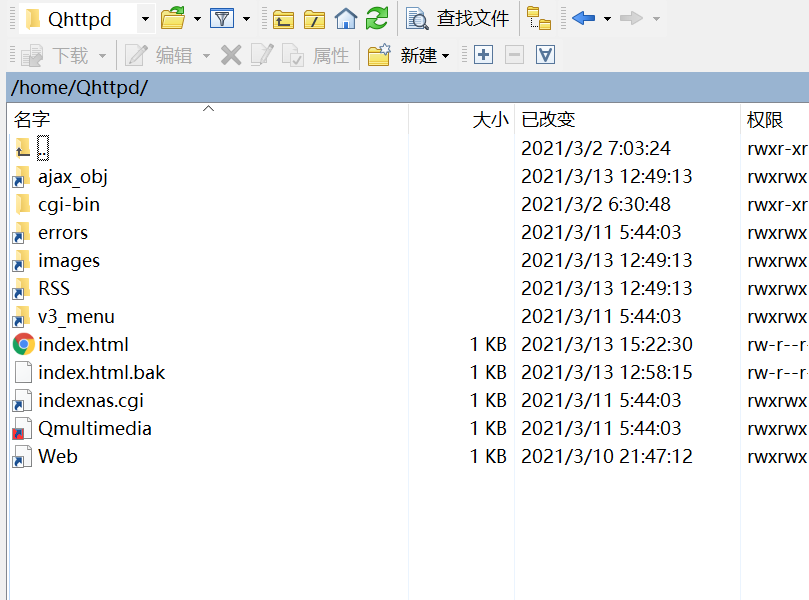 Qhttpd 查找文件
下载 编辑 属性 新建
/home/Qhttpd/
名字 大小 已改变 权限
.. 2021/3/2 7:03:24 rwxr-xr
ajax_obj 2021/3/13 12:49:13 rwxrwx
cgi-bin 2021/3/2 6:30:48 rwxr-xr
errors 2021/3/11 5:44:03 rwxrwx
images 2021/3/13 12:49:13 rwxrwx
RSS 2021/3/13 12:49:13 rwxrwx
v3_menu 2021/3/11 5:44:03 rwxrwx
index.html 1 KB 2021/3/13 15:22:30 rw-r--r-
index.html.bak 1 KB 2021/3/13 12:58:15 rw-r--r-
indexnas.cgi 1 KB 2021/3/11 5:44:03 rwxrwx
Qmultimedia 1 KB 2021/3/11 5:44:03 rwxrwx
Web 1 KB 2021/3/10 21:47:12 rwxrwx